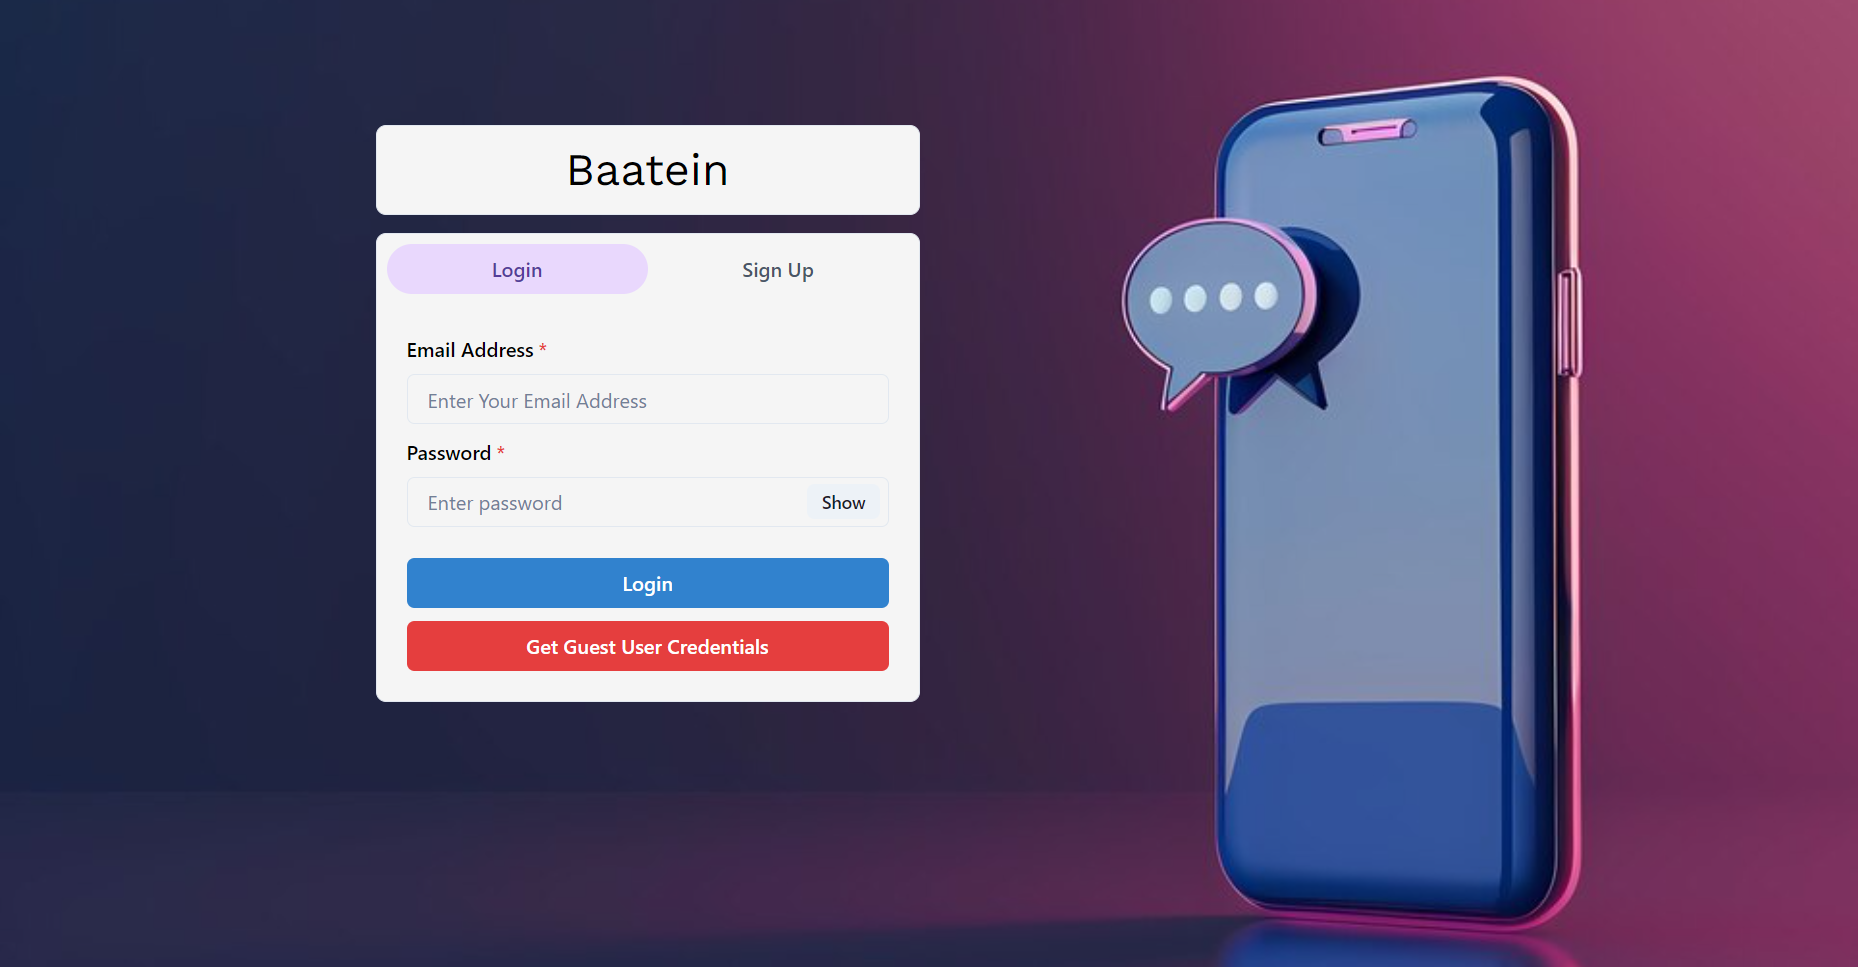 Baatein
Login
Sign Up
Email Address *
Enter Your Email Address
Password *
Enter password
Show
Login
Get Guest User Credentials